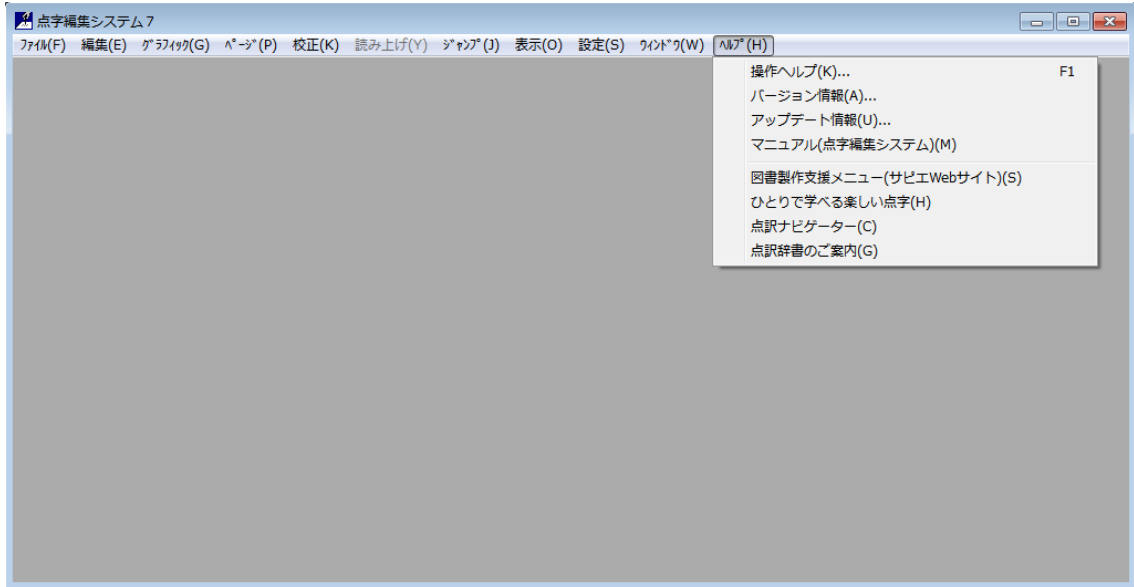 点字編集システム7
ﾌｧｲﾙ(F) 編集(E) ｸﾞﾗﾌｨｯｸ(G) ﾍﾟｰｼﾞ(P) 校正(K) 読み上げ(Y) ｼﾞｬﾝﾌﾟ(J) 表示(O) 設定(S) ｳｨﾝﾄﾞｳ(W) ﾍﾙﾌﾟ(H)
操作ヘルプ(K)... F1
バージョン情報(A)...
アップデート情報(U)...
マニュアル(点字編集システム)(M)
図書製作支援メニュー(サピエWebサイト)(S)
ひとりで学べる楽しい点字(H)
点訳ナビゲーター(C)
点訳辞書のご案内(G)